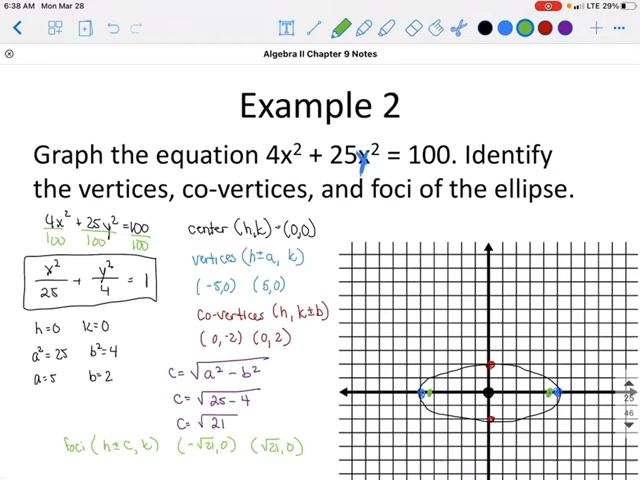 6:38 AM Mon Mar 28
LTE 29%
Algebra II Chapter 9 Notes
Example 2
Graph the equation 4x² + 25y² = 100. Identify
the vertices, co-vertices, and foci of the ellipse.
4x²/100 + 25y²/100 = 100/100
x²/25 + y²/4 = 1
h=0 k=0
a²=25 b²=4
a=5 b=2
center (h,k)=(0,0)
vertices (h±a, k)
(-5,0) (5,0)
co-vertices (h, k±b)
(0,-2) (0,2)
c=√a²-b²
c=√25-4
c=√21
foci (h±c, k) (-√21,0) (√21,0)
25
46